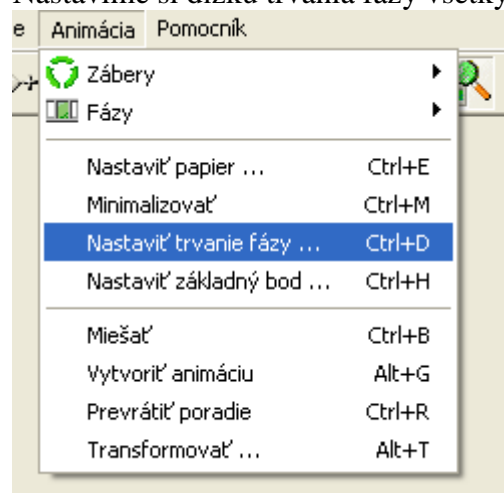 Nastavíme si dĺžku trvania fázy všetký
e Animácia Pomocník
Zábery
Fázy
Nastaviť papier ... Ctrl+E
Minimalizovať Ctrl+M
Nastaviť trvanie fázy ... Ctrl+D
Nastaviť základný bod ... Ctrl+H
Miešať Ctrl+B
Vytvoriť animáciu Alt+G
Prevrátiť poradie Ctrl+R
Transformovať ... Alt+T